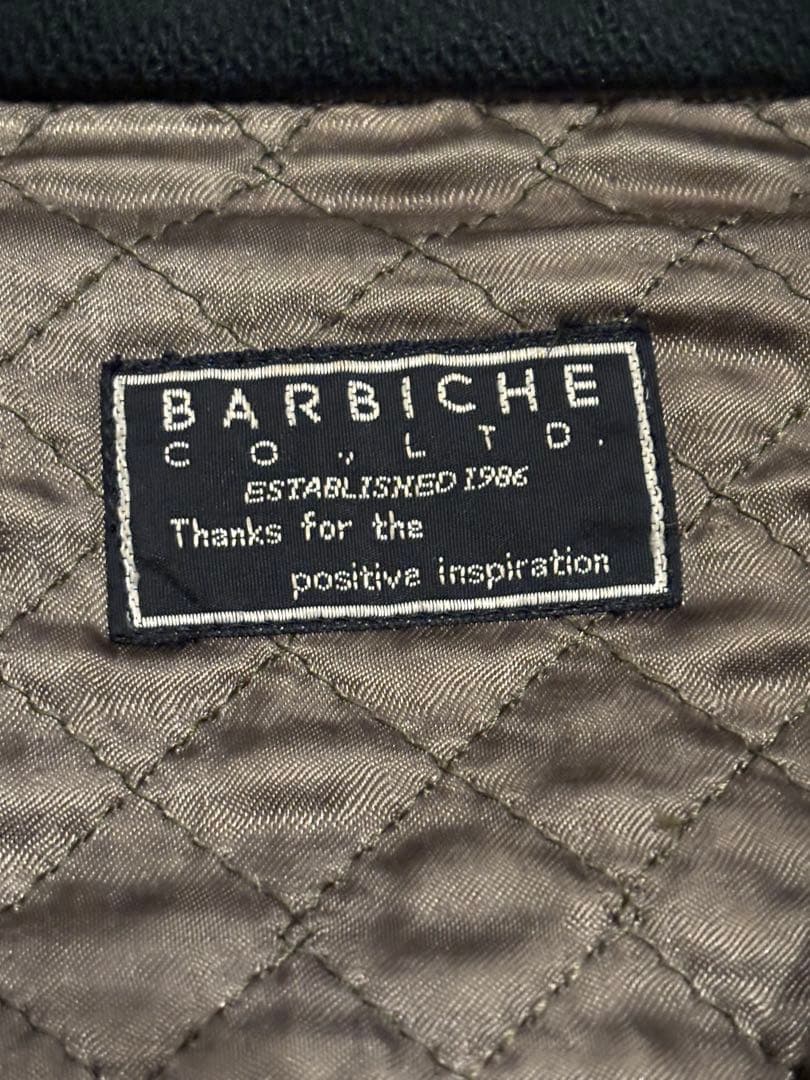 BARBICHE
CO., LTD.
ESTABLISHED 1986
Thanks for the
positive inspiration